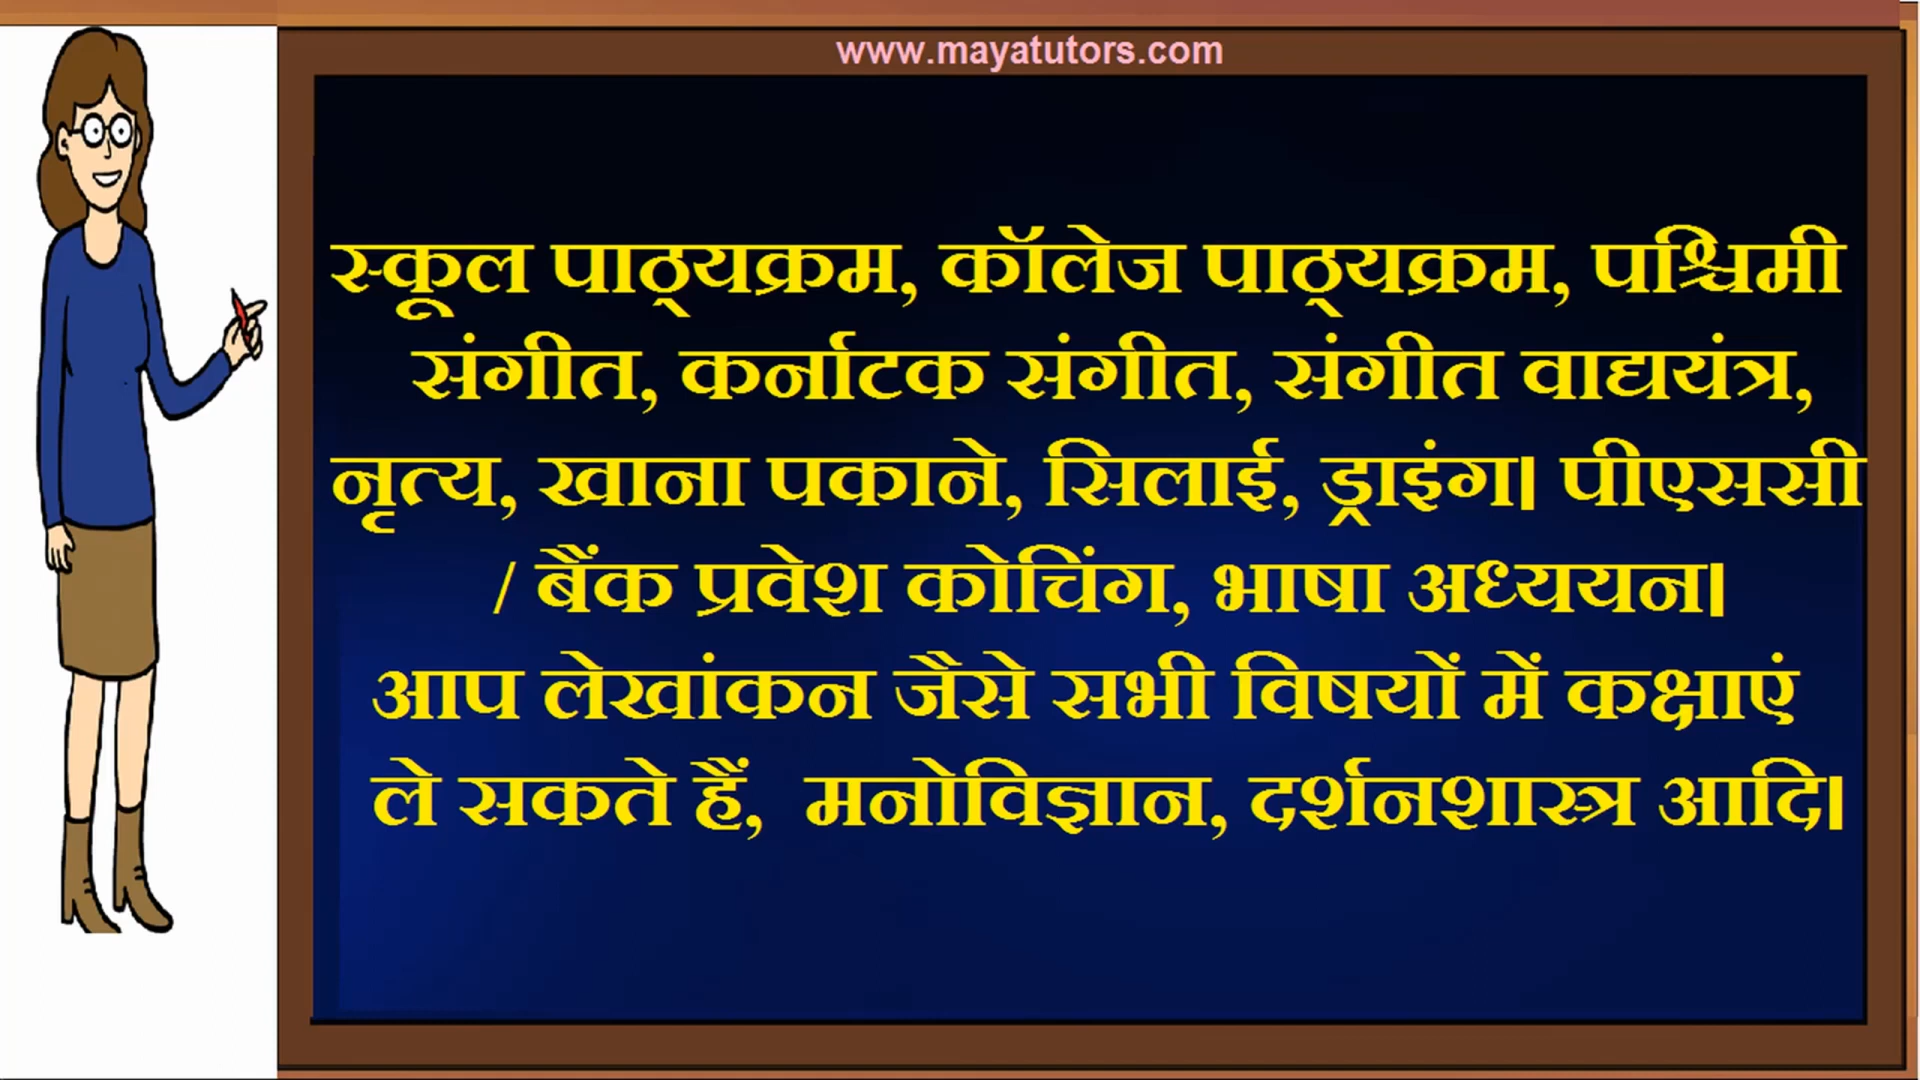 www.mayatutors.com
स्कूल पाठ्यक्रम, कॉलेज पाठ्यक्रम, पश्चिमी
संगीत, कर्नाटक संगीत, संगीत वाद्ययंत्र,
नृत्य, खाना पकाने, सिलाई, ड्राइंग। पीएससी
/ बैंक प्रवेश कोचिंग, भाषा अध्ययन।
आप लेखांकन जैसे सभी विषयों में कक्षाएं
ले सकते हैं, मनोविज्ञान, दर्शनशास्त्र आदि।